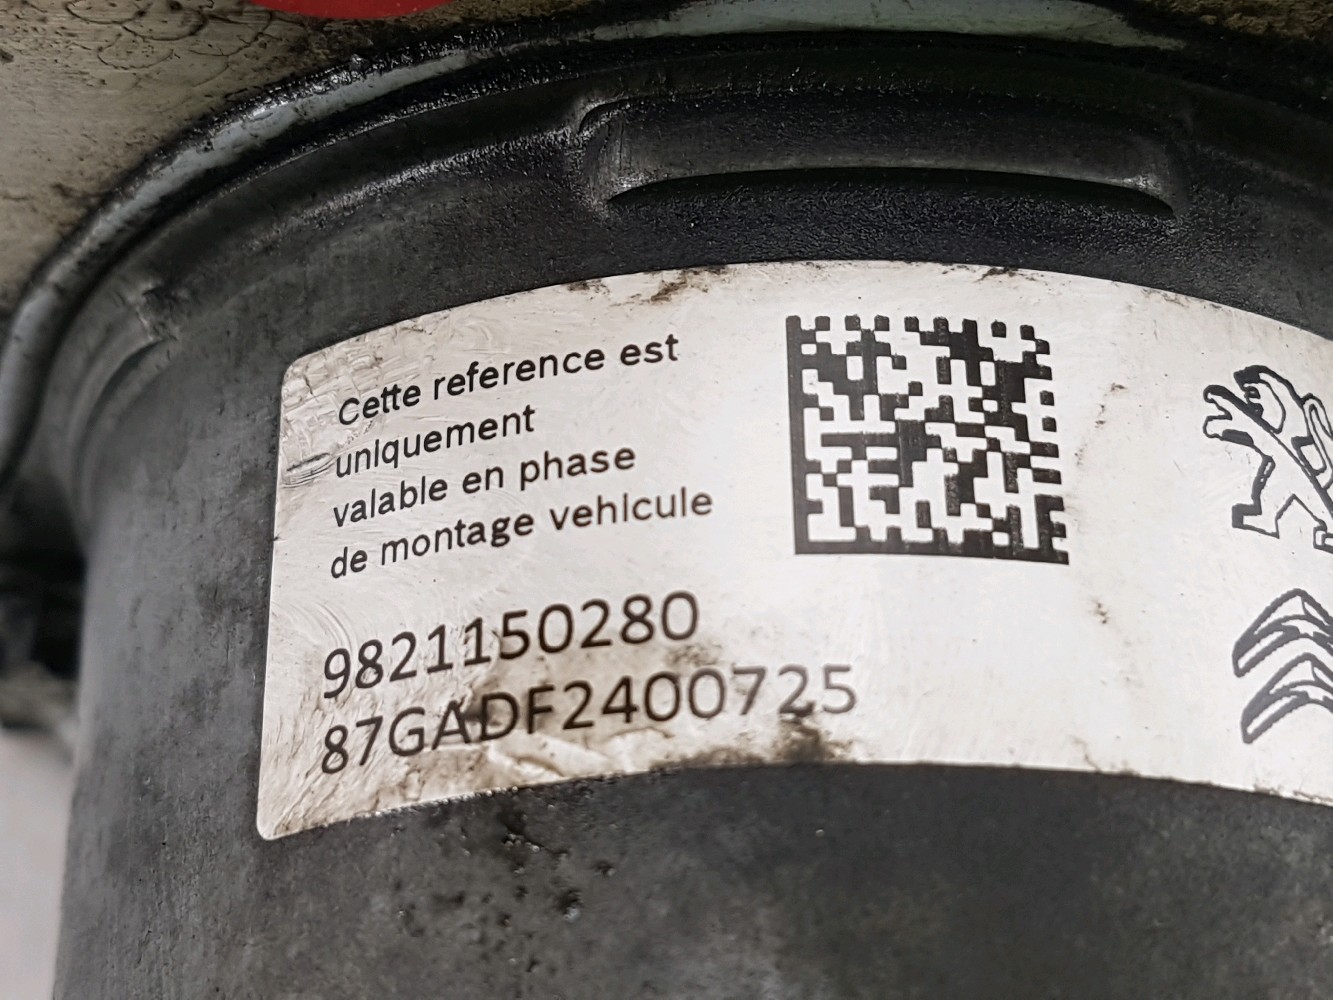 Cette reference est
uniquement
valable en phase
de montage vehicule
9821150280
87GADF2400725